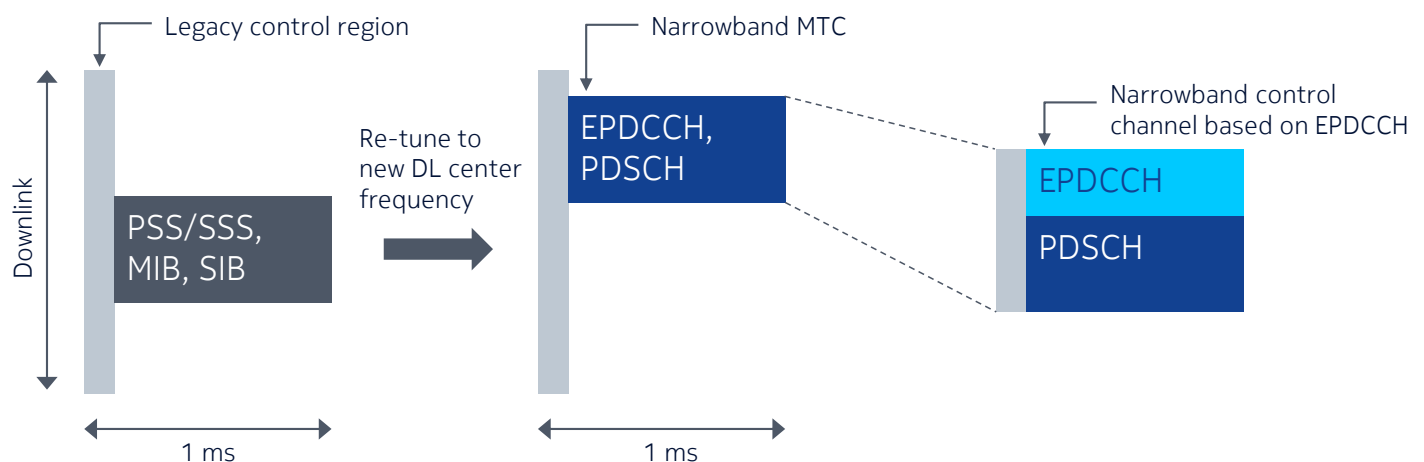 Legacy control region
Downlink
PSS/SSS,
MIB, SIB
1 ms
Re-tune to
new DL center
frequency
Narrowband MTC
EPDCCH,
PDSCH
1 ms
Narrowband control
channel based on EPDCCH
EPDCCH
PDSCH